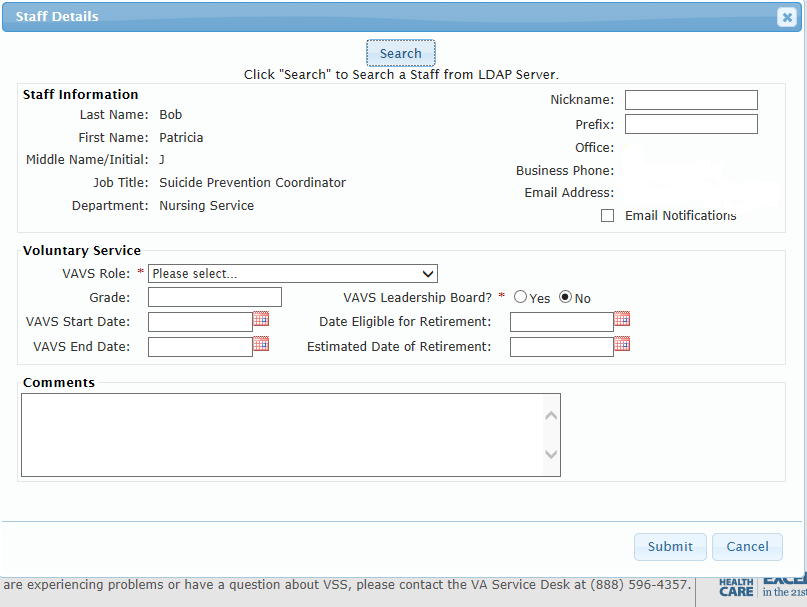 Staff Details
Search
Click "Search" to Search a Staff from LDAP Server.
Staff Information
Last Name: Bob
First Name: Patricia
Middle Name/Initial: J
Job Title: Suicide Prevention Coordinator
Department: Nursing Service
Nickname:
Prefix:
Office:
Business Phone:
Email Address:
Email Notifications
Voluntary Service
VAVS Role: * Please select...
Grade:
VAVS Leadership Board? * Yes No
VAVS Start Date:
Date Eligible for Retirement:
VAVS End Date:
Estimated Date of Retirement:
Comments
Submit Cancel
are experiencing problems or have a question about VSS, please contact the VA Service Desk at (888) 596-4357.
HEALTH
CARE
in the 21s